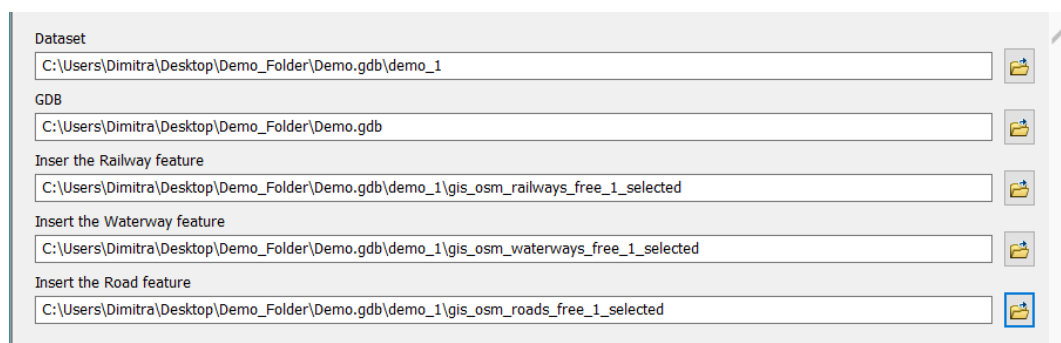 Dataset
C:\Users\Dimitra\Desktop\Demo_Folder\Demo.gdb\demo_1
GDB
C:\Users\Dimitra\Desktop\Demo_Folder\Demo.gdb
Inser the Railway feature
C:\Users\Dimitra\Desktop\Demo_Folder\Demo.gdb\demo_1\gis_osm_railways_free_1_selected
Insert the Waterway feature
C:\Users\Dimitra\Desktop\Demo_Folder\Demo.gdb\demo_1\gis_osm_waterways_free_1_selected
Insert the Road feature
C:\Users\Dimitra\Desktop\Demo_Folder\Demo.gdb\demo_1\gis_osm_roads_free_1_selected